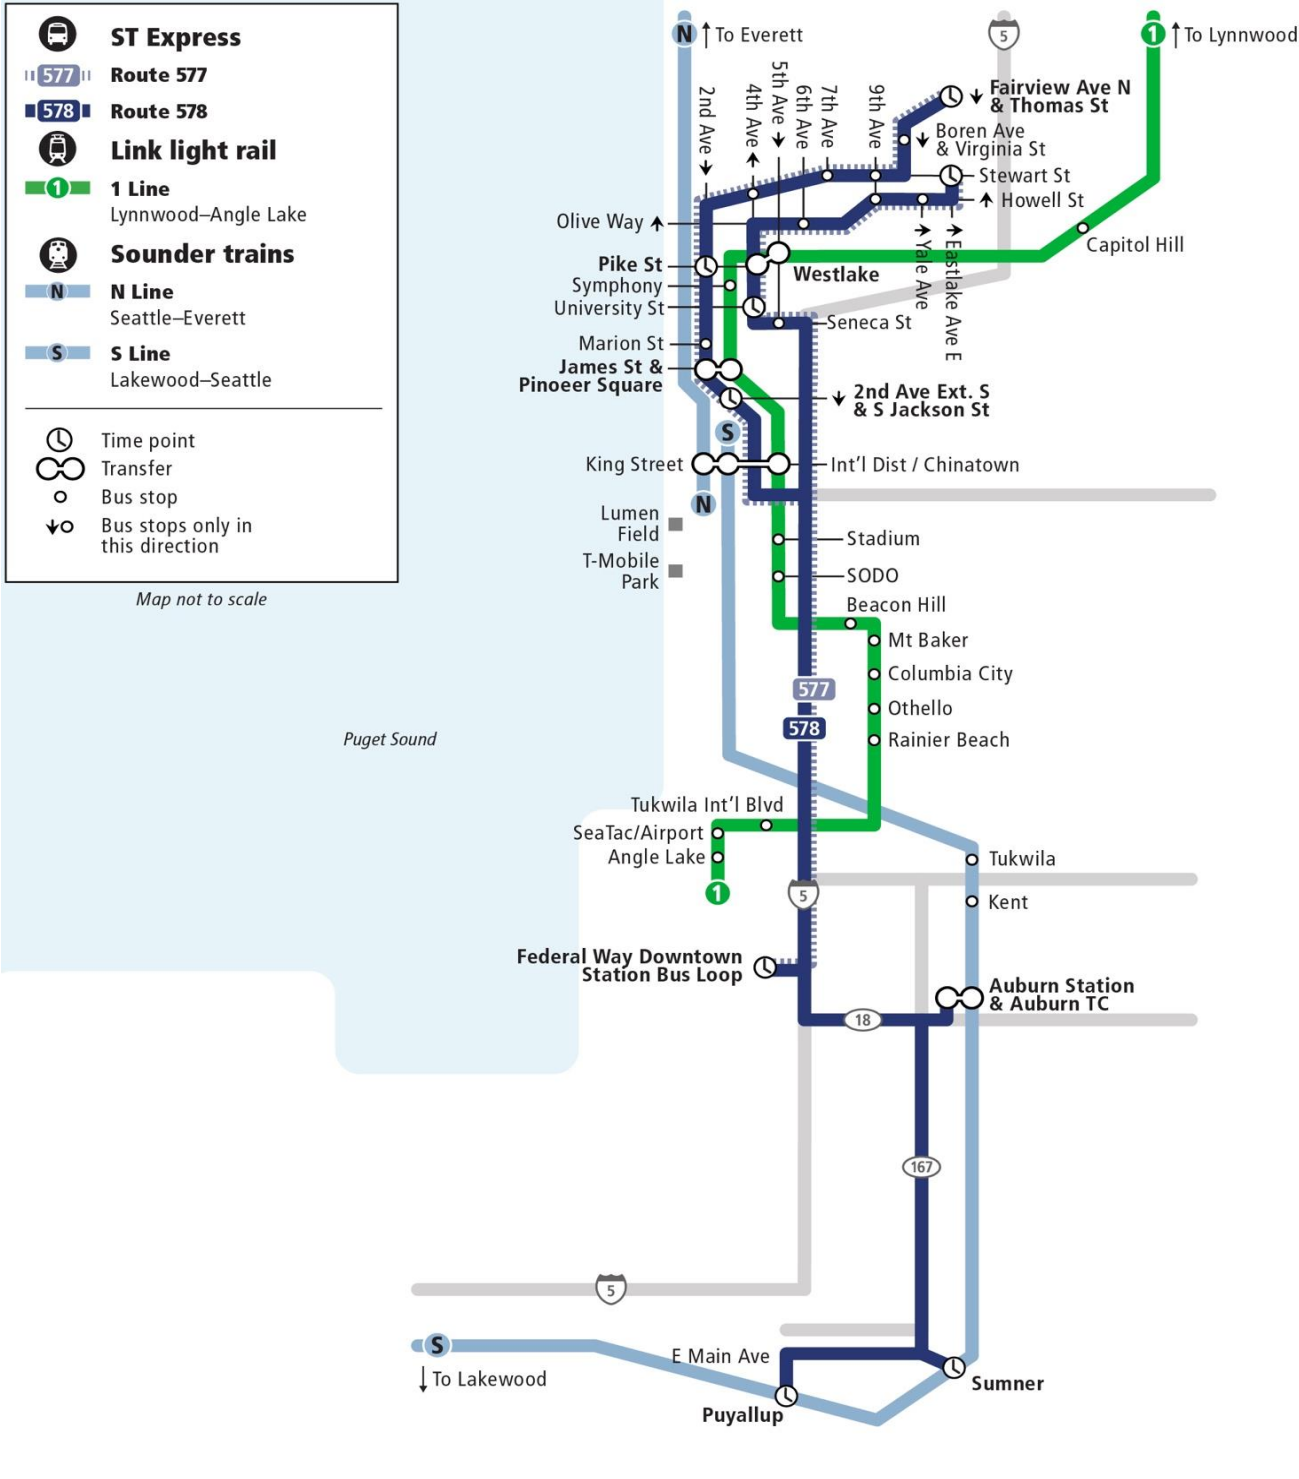 ST Express
577
Route 577
578
Route 578
Link light rail
1
1 Line
Lynnwood–Angle Lake
Sounder trains
N
N Line
Seattle–Everett
S
S Line
Lakewood–Seattle
Time point
Transfer
Bus stop
Bus stops only in
this direction
Map not to scale
N
To Everett
5
1
To Lynnwood
2nd Ave
4th Ave
5th Ave
6th Ave
7th Ave
9th Ave
Fairview Ave N
& Thomas St
Boren Ave
& Virginia St
Stewart St
Howell St
Olive Way
Yale Ave
Eastlake Ave E
Capitol Hill
Pike St
Westlake
Symphony
University St
Seneca St
Marion St
James St &
Pinoeer Square
2nd Ave Ext. S
& S Jackson St
S
King Street
Int'l Dist / Chinatown
N
Lumen
Field
Stadium
T-Mobile
Park
SODO
Beacon Hill
Mt Baker
Columbia City
577
Othello
578
Rainier Beach
Puget Sound
Tukwila Int'l Blvd
SeaTac/Airport
Angle Lake
Tukwila
1
5
Kent
Federal Way Downtown
Station Bus Loop
Auburn Station
& Auburn TC
18
167
5
S
To Lakewood
E Main Ave
Sumner
Puyallup